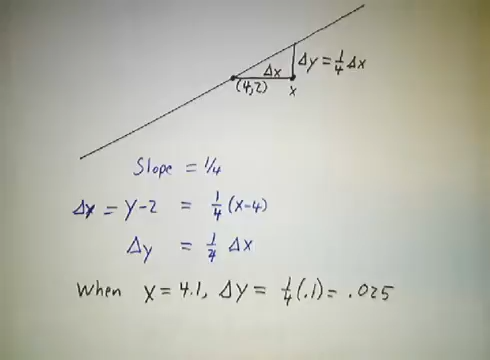 Δx
Δy = 1/4 Δx
(4,2)
x
Slope = 1/4
Δx = y-2 = 1/4 (x-4)
Δy = 1/4 Δx
When x = 4.1, Δy = 1/4 (.1) = .025